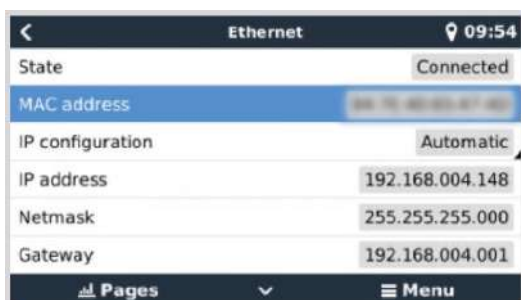 Ethernet 09:54
State Connected
MAC address
IP configuration Automatic
IP address 192.168.004.148
Netmask 255.255.255.000
Gateway 192.168.004.001
Pages Menu